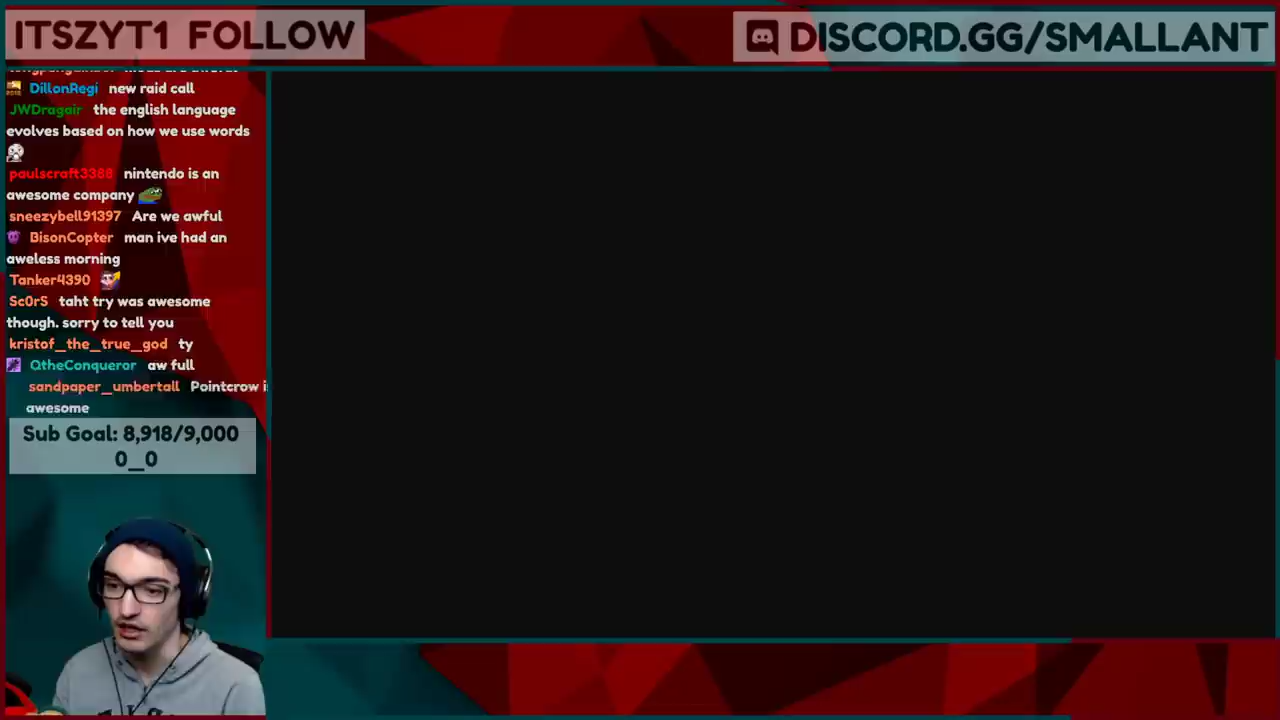 ITSZYT1 FOLLOW
DISCORD.GG/SMALLANT
DillonRegi new raid call
JWDragair the english language
evolves based on how we use words
paulscraft3388 nintendo is an
awesome company
sneezybell91397 Are we awful
BisonCopter man ive had an
aweless morning
Tanker4390
Sc0rS taht try was awesome
though. sorry to tell you
kristof_the_true_god ty
QtheConqueror aw full
sandpaper_umbertall Pointcrow is
awesome
Sub Goal: 8,918/9,000
0_0